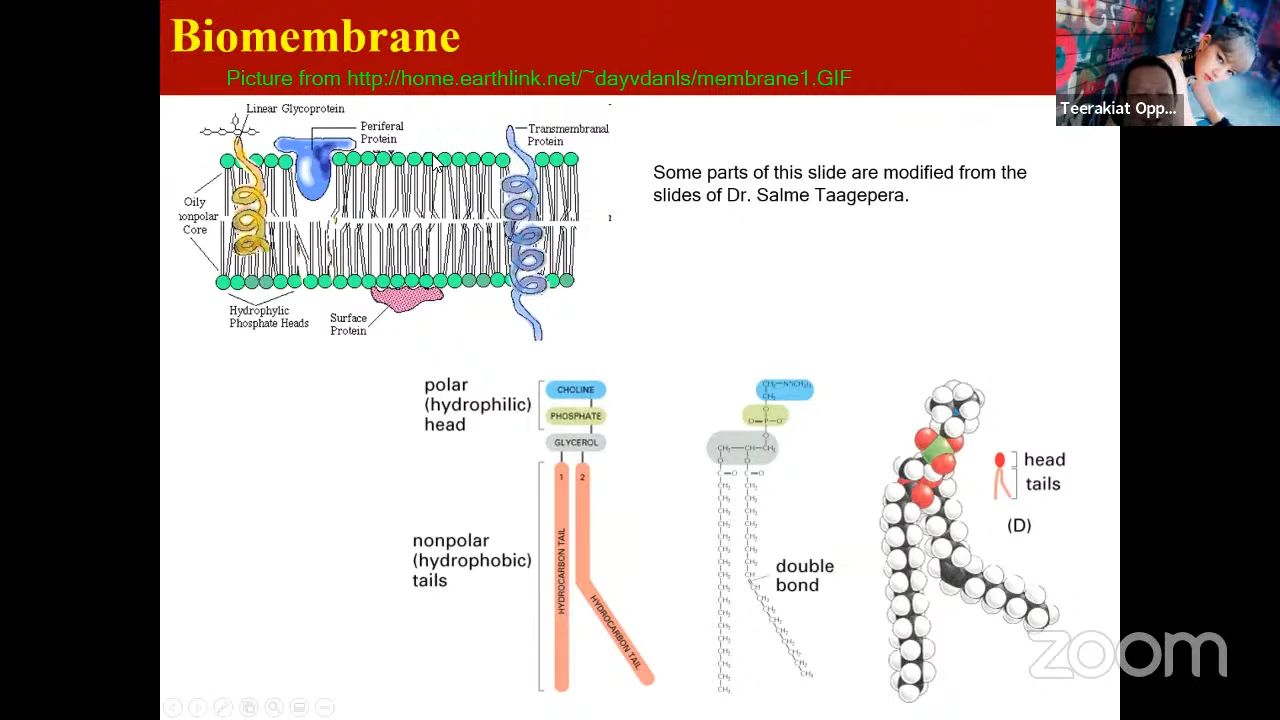 Biomembrane
Picture from http://home.earthlink.net/~dayvdanls/membrane1.GIF
Teerakiat Opp...
Linear Glycoprotein
Periferal
Protein
Transmembranal
Protein
Oily
nonpolar
Core
Hydrophylic
Phosphate Heads
Surface
Protein
Some parts of this slide are modified from the
slides of Dr. Salme Taagepera.
polar
(hydrophilic)
head
CHOLINE
PHOSPHATE
GLYCEROL
1 2
nonpolar
(hydrophobic)
tails
HYDROCARBON TAIL
HYDROCARBON TAIL
double
bond
head
tails
(D)
zoom